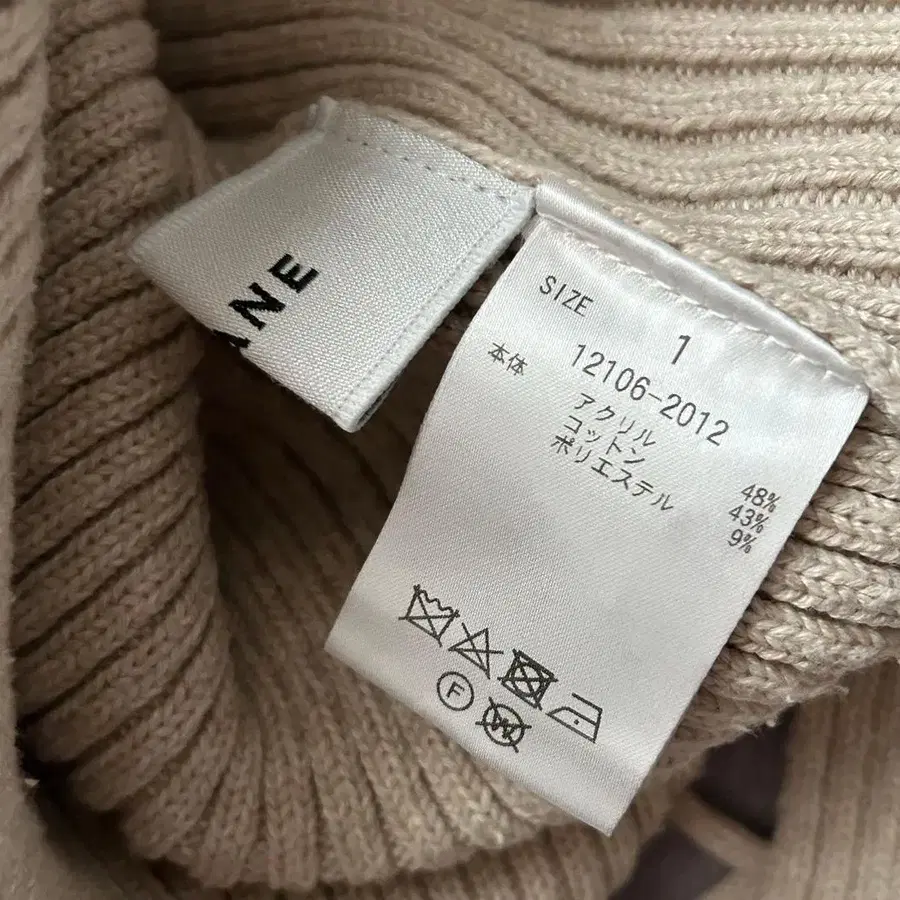 ANE
SIZE
1
12106-2012
本体
アクリル 48%
コットン 43%
ポリエステル 9%
F
W